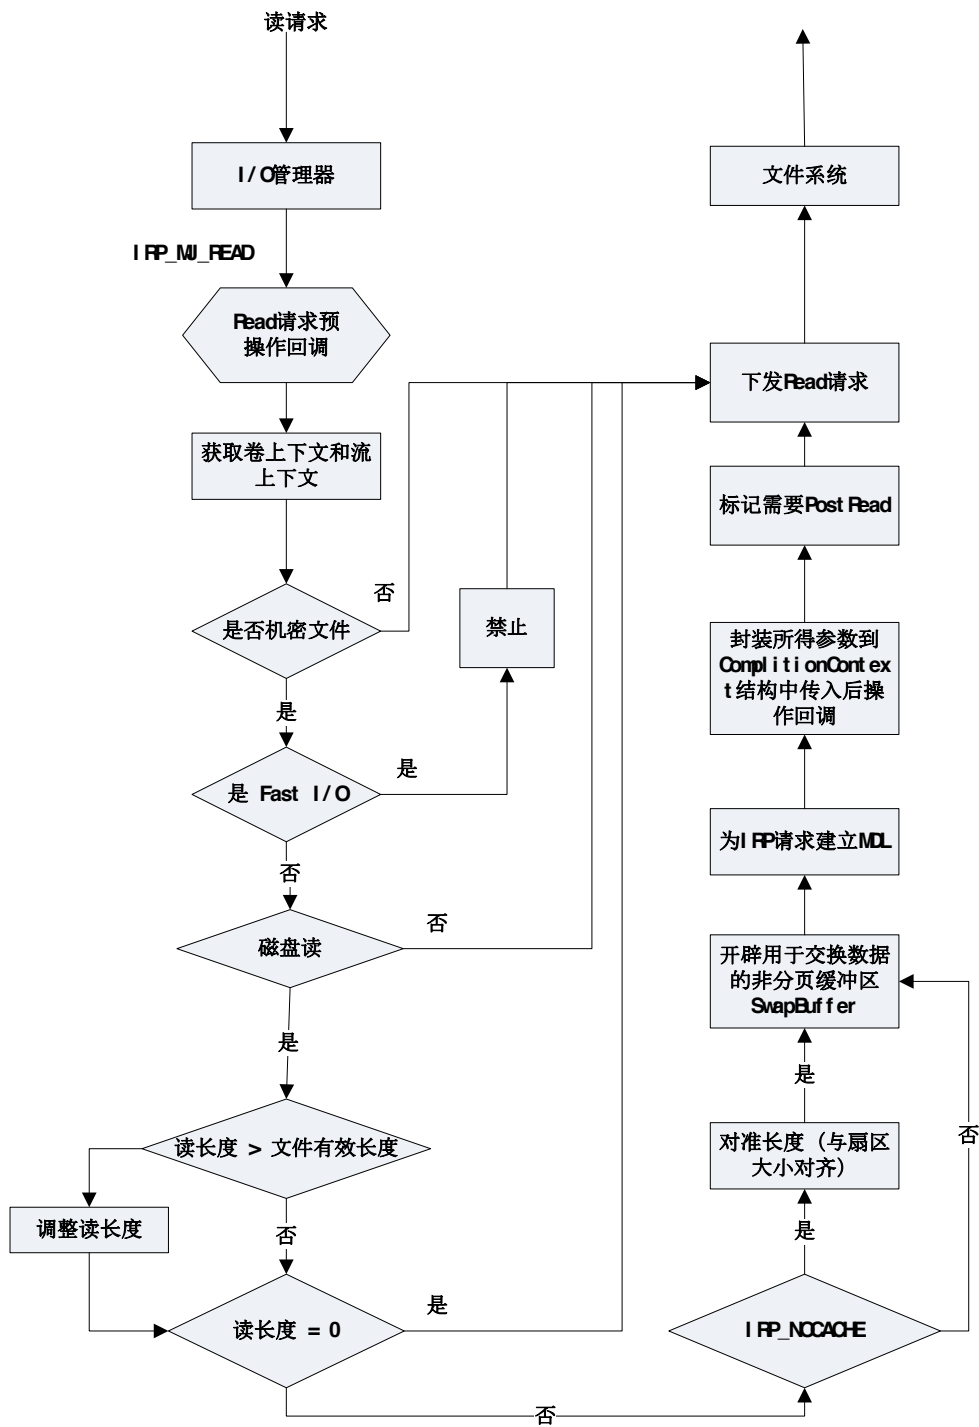 读请求
I/O管理器
IRP_MJ_READ
Read请求预
操作回调
获取卷上下文和流
上下文
是否机密文件
否
是
禁止
是 Fast I/O
是
否
磁盘读
否
是
读长度 > 文件有效长度
调整读长度
否
读长度 = 0
是
否
文件系统
下发Read请求
标记需要Post Read
封装所得参数到
ComplitionContex
t结构中传入后操
作回调
为IRP请求建立MDL
开辟用于交换数据
的非分页缓冲区
SwapBuffer
是
对准长度（与扇区
大小对齐）
否
是
IRP_NOCACHE